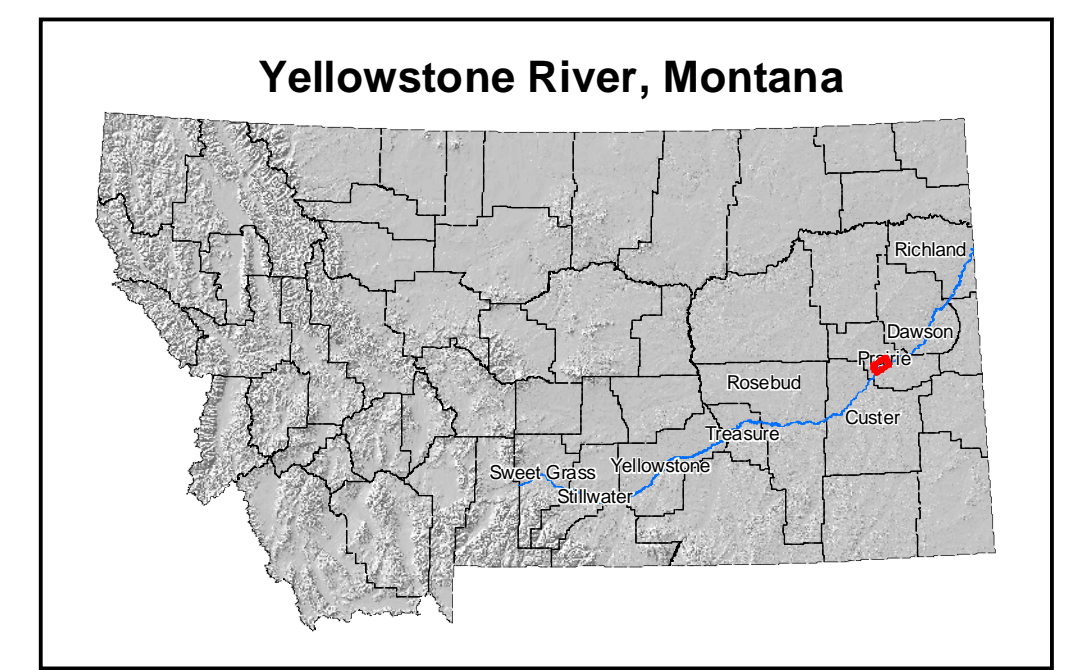 Yellowstone River, Montana
Richland
Dawson
Prairie
Rosebud
Custer
Treasure
Yellowstone
Sweet Grass
Stillwater